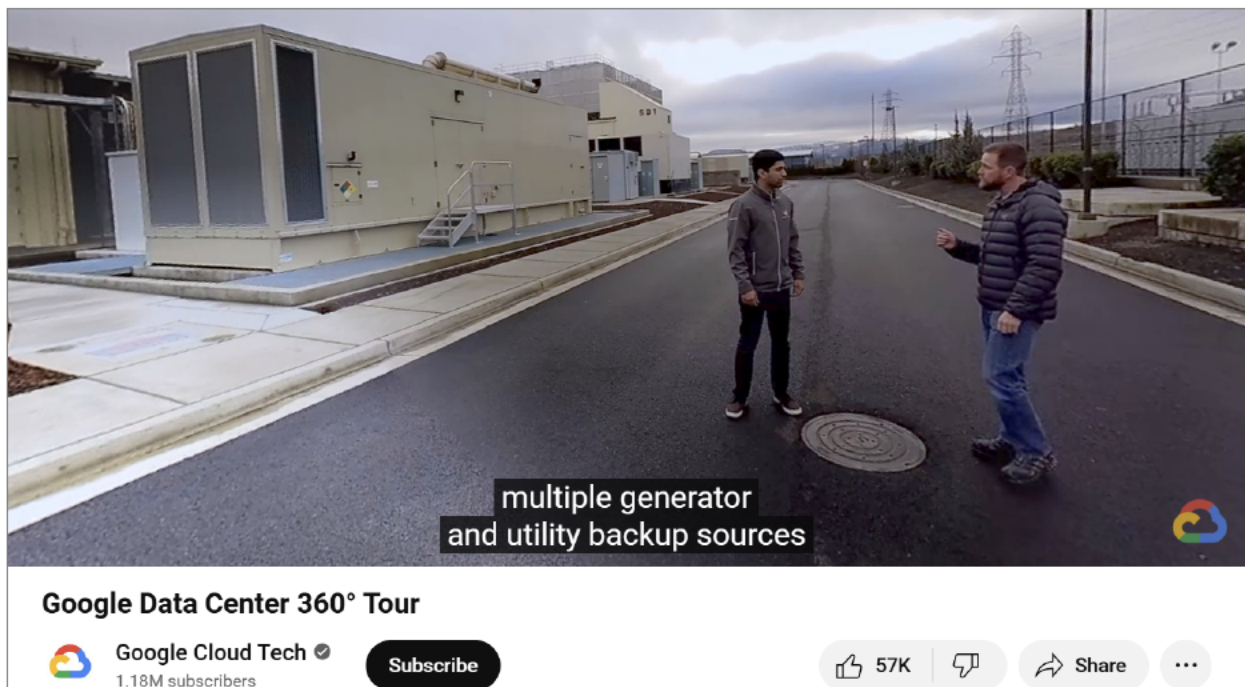 multiple generator
and utility backup sources
Google Data Center 360° Tour
Google Cloud Tech
1.18M subscribers
Subscribe
57K
Share